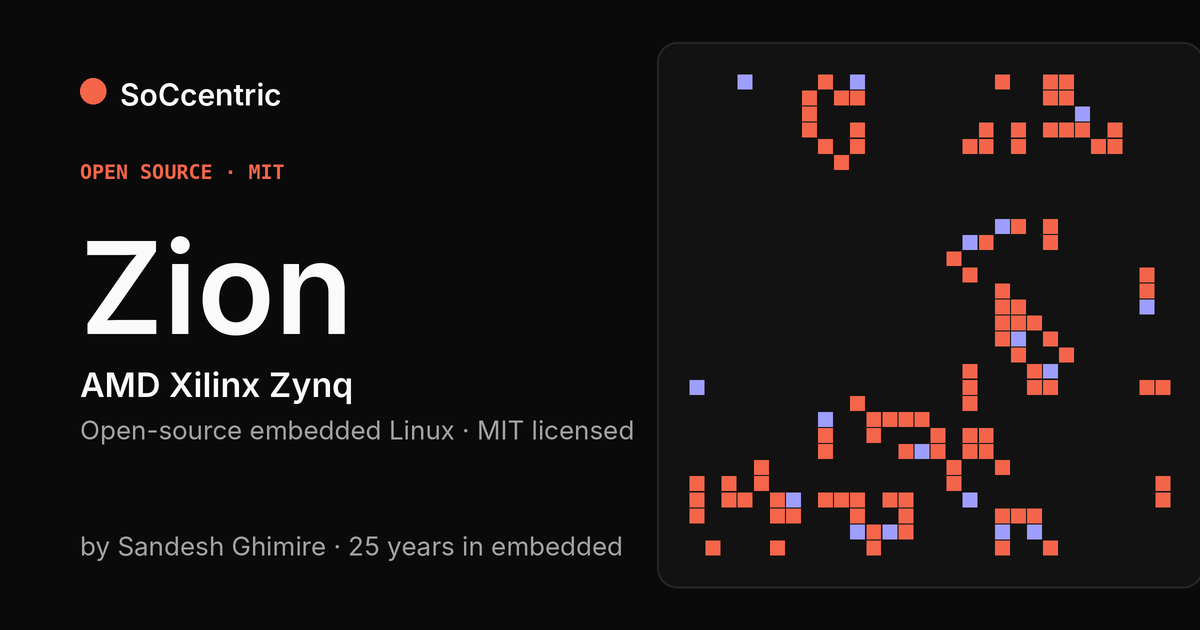 SoCcentric
OPEN SOURCE · MIT
Zion
AMD Xilinx Zynq
Open-source embedded Linux · MIT licensed
by Sandesh Ghimire · 25 years in embedded